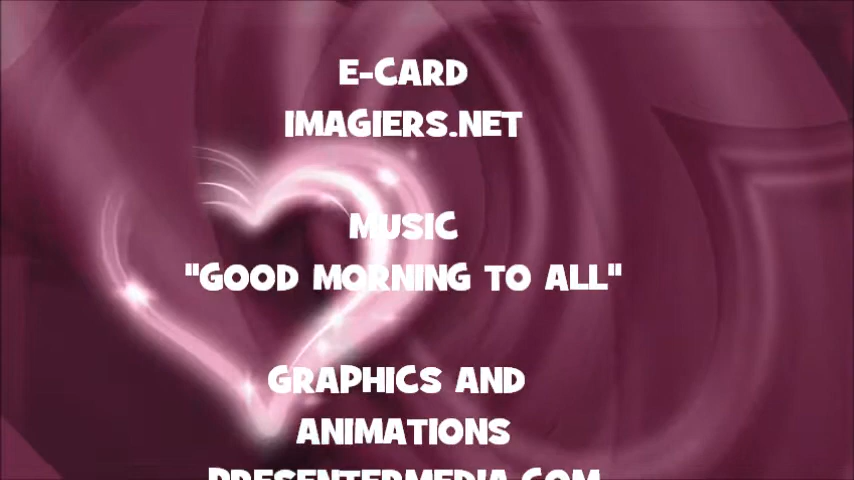 E-CARD
IMAGIERS.NET
MUSIC
"GOOD MORNING TO ALL"
GRAPHICS AND
ANIMATIONS
PRESENTERMEDIA.COM